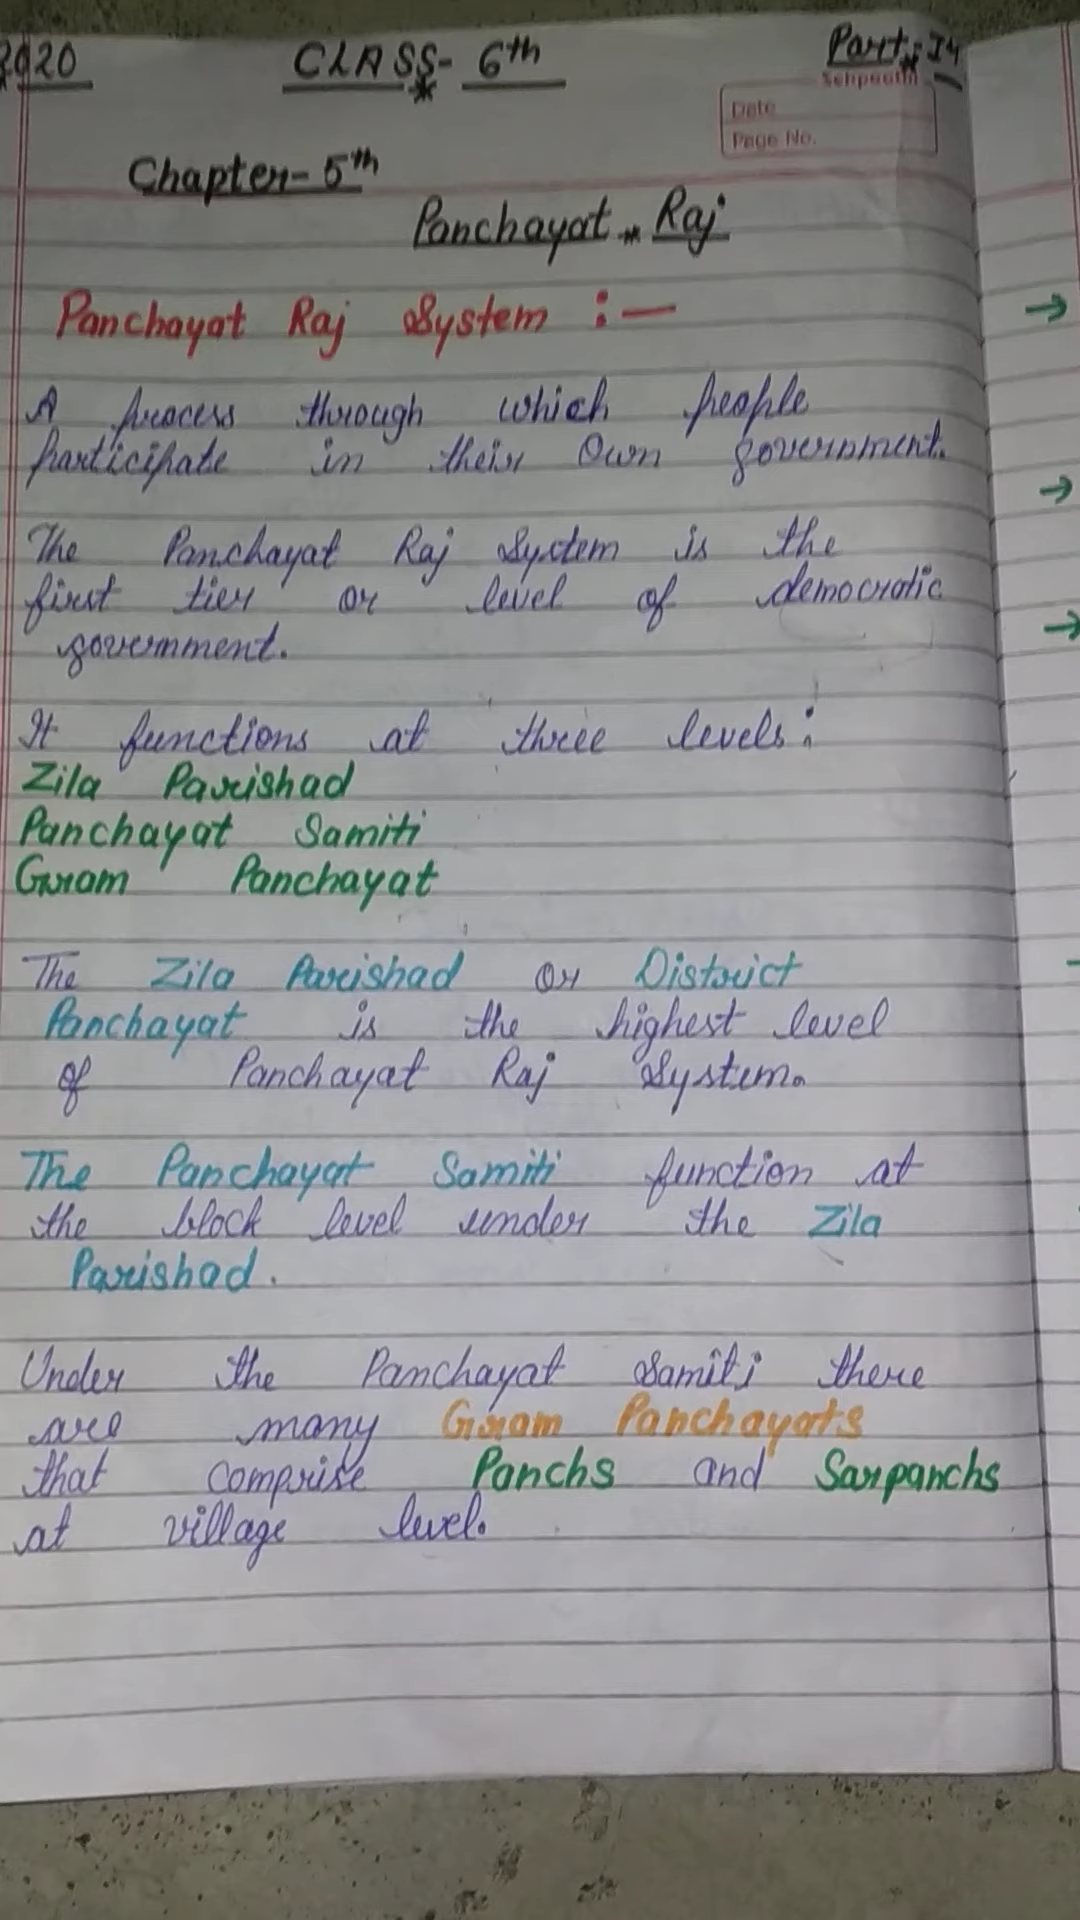 2020 CLASS- 6th Part-
Sehpaathi
Date
Page No.
Chapter- 5th
Panchayat Raj
Panchayat Raj System :-
A process through which people
participate in their own government.
The Panchayat Raj System is the
first tier or level of democratic
government.
It functions at three levels:
Zila Parishad
Panchayat Samiti
Gram Panchayat
The Zila Parishad or District
Panchayat is the highest level
of Panchayat Raj System.
The Panchayat Samiti function at
the block level under the Zila
Parishad.
Under the Panchayat Samiti there
are many Gram Panchayats
that comprise Panchs and Sarpanchs
at village level.